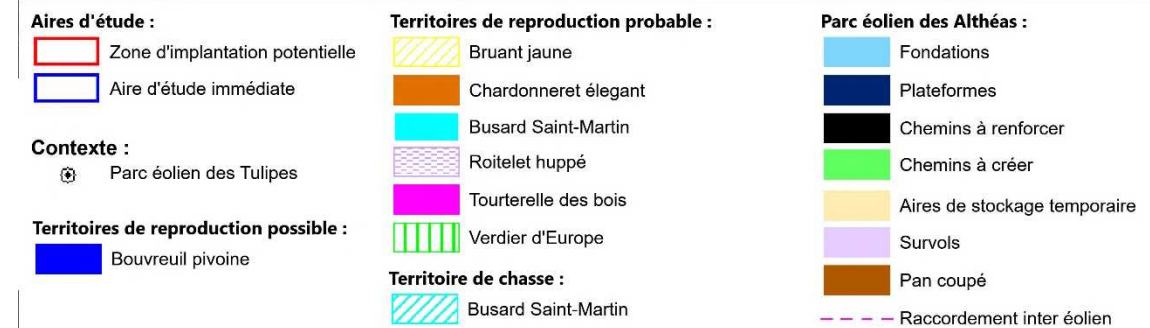 Aires d'étude :
Zone d'implantation potentielle
Aire d'étude immédiate
Contexte :
Parc éolien des Tulipes
Territoires de reproduction possible :
Bouvreuil pivoine
Territoires de reproduction probable :
Bruant jaune
Chardonneret élegant
Busard Saint-Martin
Roitelet huppé
Tourterelle des bois
Verdier d'Europe
Territoire de chasse :
Busard Saint-Martin
Parc éolien des Althéas :
Fondations
Plateformes
Chemins à renforcer
Chemins à créer
Aires de stockage temporaire
Survols
Pan coupé
Raccordement inter éolien